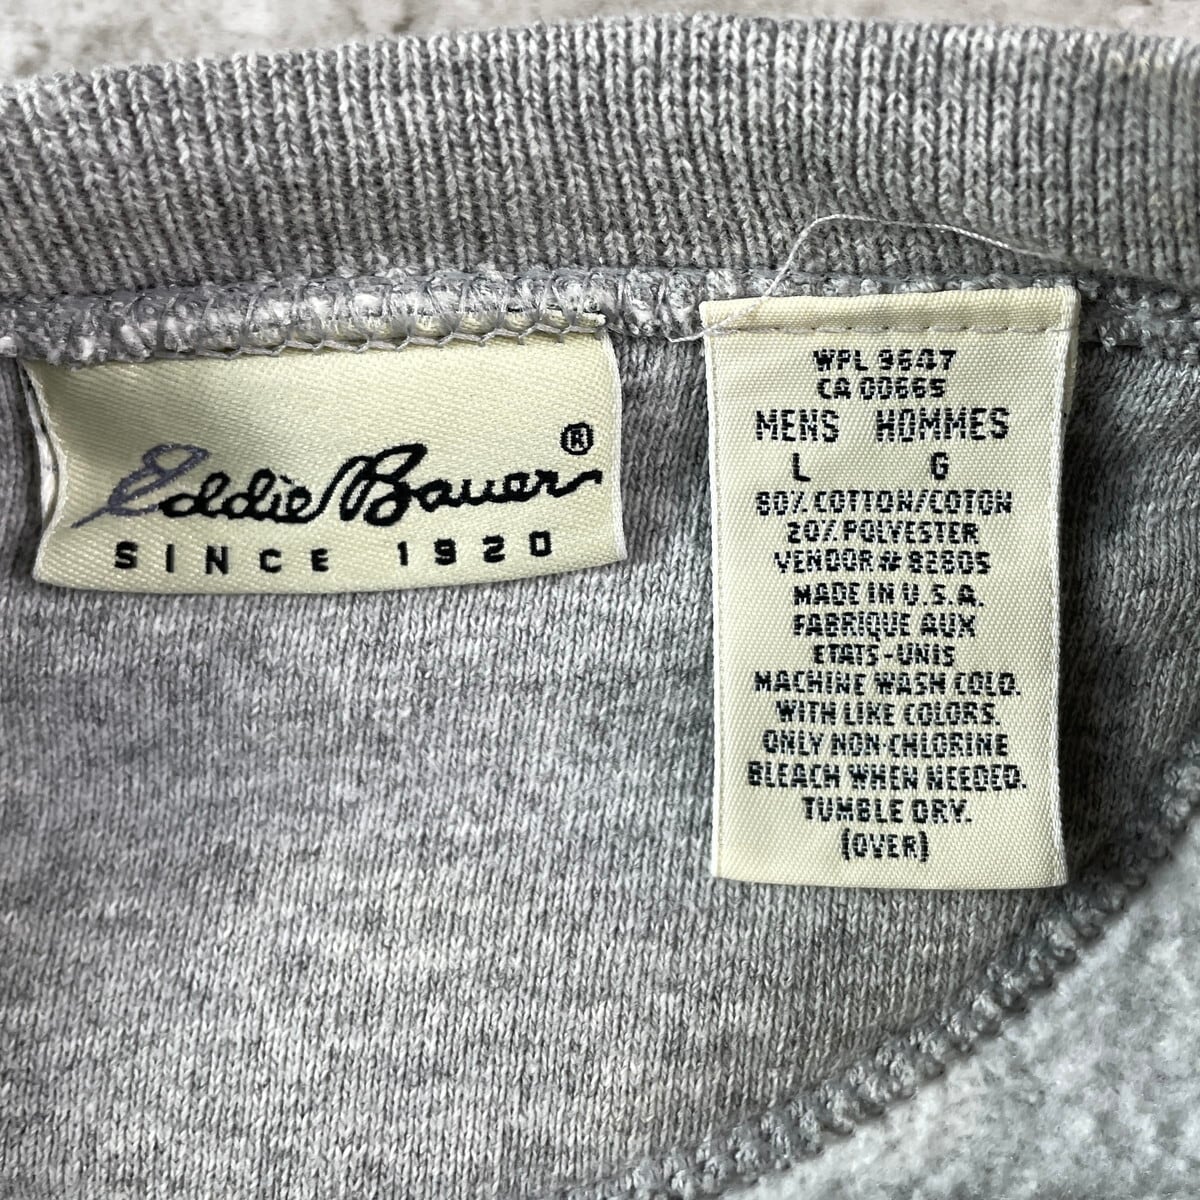 Eddie Bauer®
SINCE 1920
WPL 9647
CA 00665
MENS HOMMES
L G
80% COTTON/COTON
20% POLYESTER
VENDOR# 82805
MADE IN U.S.A.
FABRIQUE AUX
ETATS-UNIS
MACHINE WASH COLD.
WITH LIKE COLORS.
ONLY NON-CHLORINE
BLEACH WHEN NEEDED.
TUMBLE DRY.
(OVER)